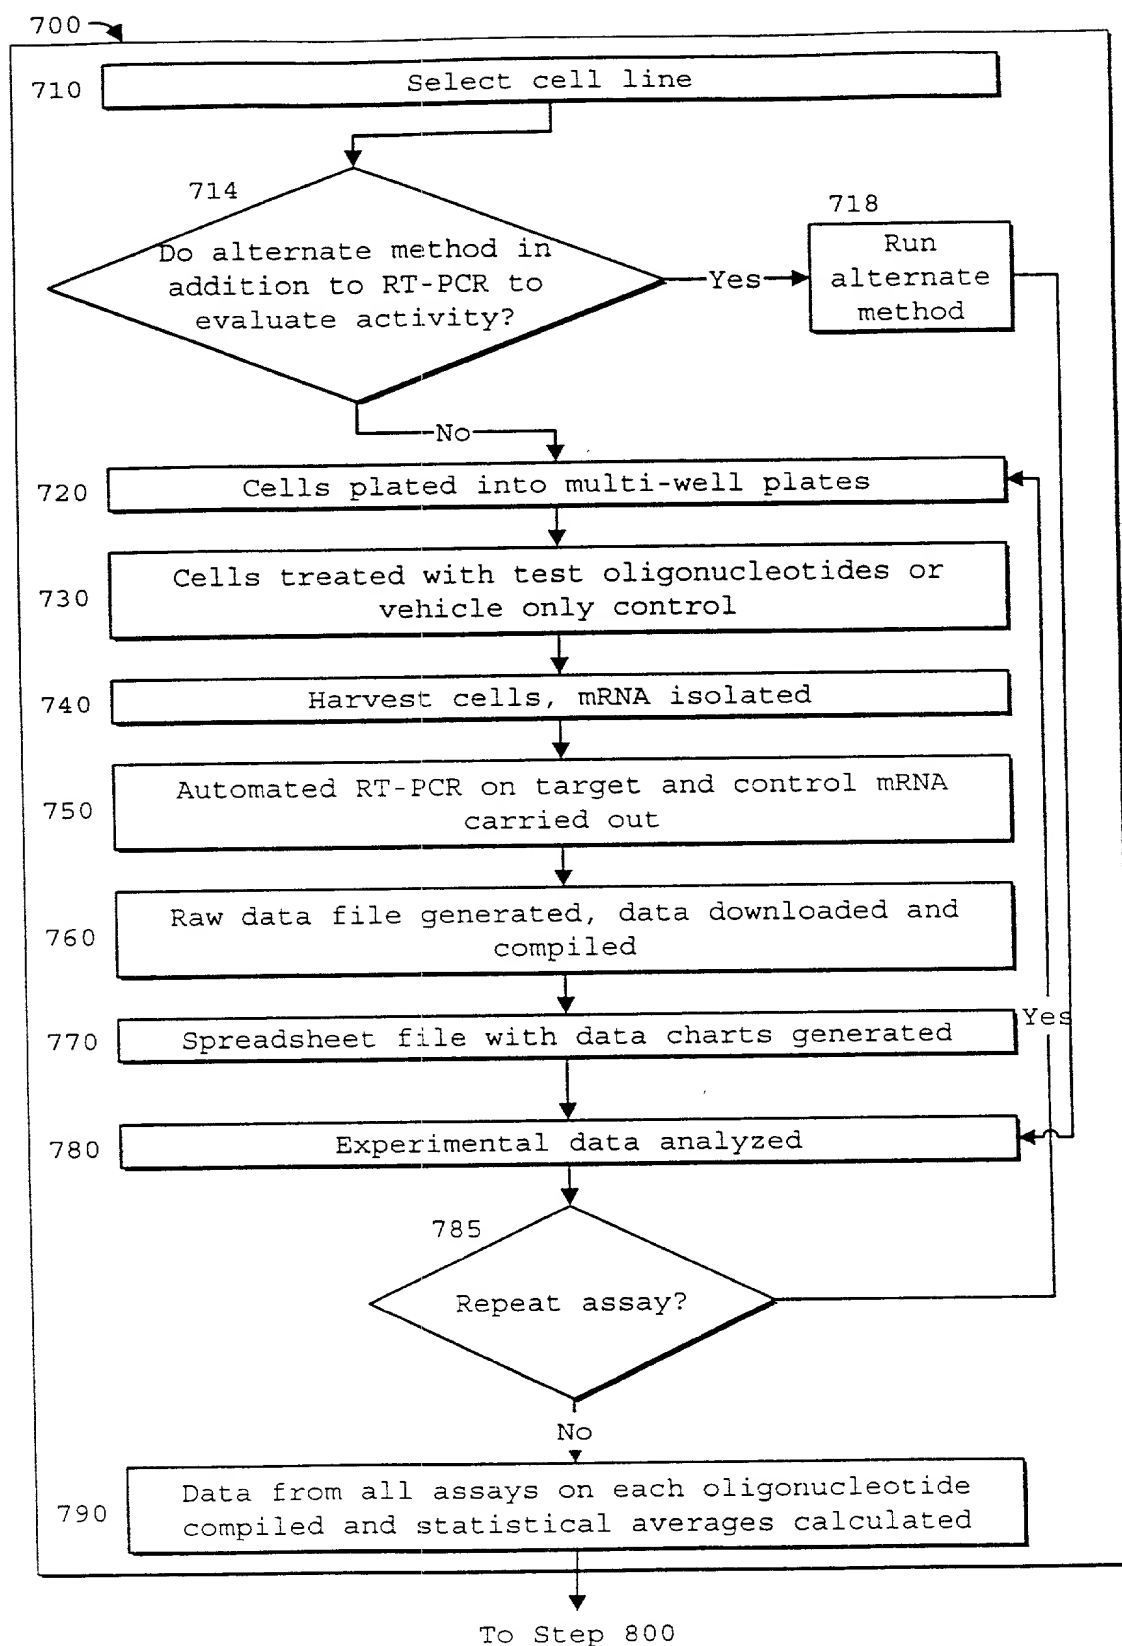 700
710
Select cell line
714
718
Do alternate method in
addition to RT-PCR to
evaluate activity?
Yes
Run
alternate
method
No
720
Cells plated into multi-well plates
730
Cells treated with test oligonucleotides or
vehicle only control
740
Harvest cells, mRNA isolated
750
Automated RT-PCR on target and control mRNA
carried out
760
Raw data file generated, data downloaded and
compiled
770
Spreadsheet file with data charts generated
Yes
780
Experimental data analyzed
785
Repeat assay?
No
790
Data from all assays on each oligonucleotide
compiled and statistical averages calculated
To Step 800